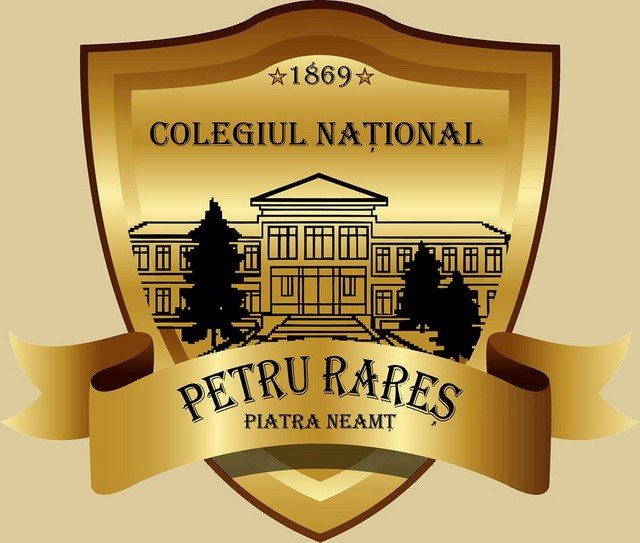 ☆1869☆
COLEGIUL NAȚIONAL
PETRU RAREȘ
PIATRA NEAMȚ